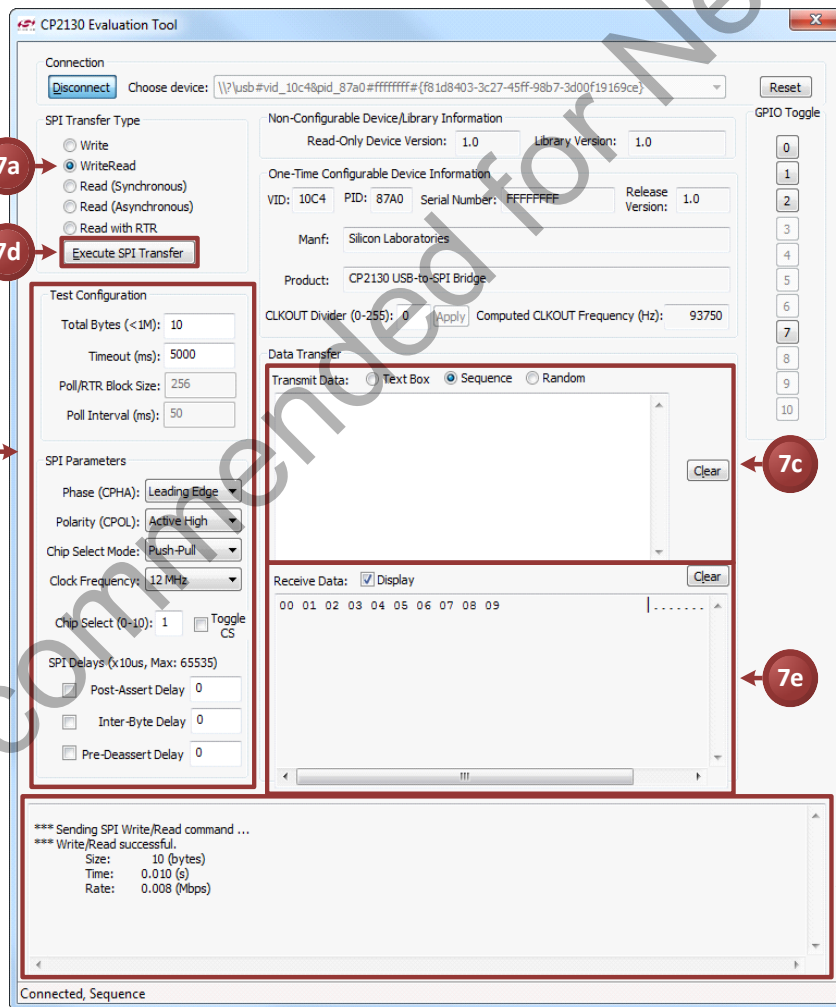 CP2130 Evaluation Tool
x
Connection
Disconnect Choose device: \\?\usb#vid_10c4&pid_87a0#ffffffff#{f81d8403-3c27-45ff-98b7-3d00f19169ce} Reset
SPI Transfer Type
Write
7a WriteRead
Read (Synchronous)
Read (Asynchronous)
Read with RTR
7d Execute SPI Transfer
Non-Configurable Device/Library Information
Read-Only Device Version: 1.0 Library Version: 1.0
One-Time Configurable Device Information
VID: 10C4 PID: 87A0 Serial Number: FFFFFFFF Release Version: 1.0
Manf: Silicon Laboratories
Product: CP2130 USB-to-SPI Bridge
CLKOUT Divider (0-255): 0 Apply Computed CLKOUT Frequency (Hz): 93750
GPIO Toggle
0
1
2
3
4
5
6
7
8
9
10
Test Configuration
Total Bytes (<1M): 10
Timeout (ms): 5000
Poll/RTR Block Size: 256
Poll Interval (ms): 50
SPI Parameters
Phase (CPHA): Leading Edge
Polarity (CPOL): Active High
Chip Select Mode: Push-Pull
Clock Frequency: 12 MHz
Chip Select (0-10): 1 Toggle CS
SPI Delays (x10us, Max: 65535)
Post-Assert Delay 0
Inter-Byte Delay 0
Pre-Deassert Delay 0
Data Transfer
Transmit Data: Text Box Sequence Random
Clear 7c
Receive Data: Display Clear
00 01 02 03 04 05 06 07 08 09 |.......
7e
*** Sending SPI Write/Read command ...
*** Write/Read successful.
Size: 10 (bytes)
Time: 0.010 (s)
Rate: 0.008 (Mbps)
Connected, Sequence
commended for Ne